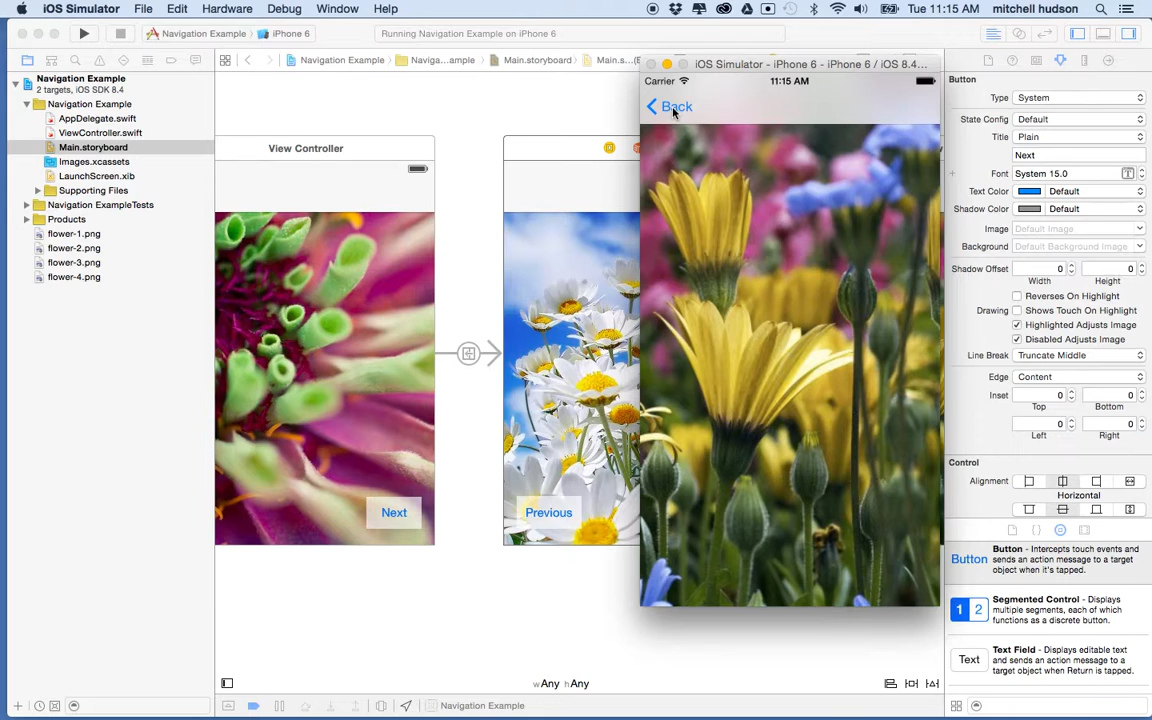 iOS Simulator File Edit Hardware Debug Window Help Tue 11:15 AM mitchell hudson
Navigation Example iPhone 6 Running Navigation Example on iPhone 6
Navigation Example Naviga...ample Main.storyboard Main.s...(B
Navigation Example
2 targets, iOS SDK 8.4
Navigation Example
AppDelegate.swift
ViewController.swift
Main.storyboard
Images.xcassets
LaunchScreen.xib
Supporting Files
Navigation ExampleTests
Products
flower-1.png
flower-2.png
flower-3.png
flower-4.png
View Controller
Next
Previous
iOS Simulator - iPhone 6 - iPhone 6 / iOS 8.4...
Carrier 11:15 AM
Back
Button
Type System
State Config Default
Title Plain
Next
Font System 15.0
Text Color Default
Shadow Color Default
Image Default Image
Background Default Background Image
Shadow Offset 0 0
Width Height
Reverses On Highlight
Drawing Shows Touch On Highlight
Highlighted Adjusts Image
Disabled Adjusts Image
Line Break Truncate Middle
Edge Content
Inset 0 0
Top Bottom
0 0
Left Right
Control
Alignment
Horizontal
Button Button - Intercepts touch events and
sends an action message to a target
object when it's tapped.
1 2 Segmented Control - Displays
multiple segments, each of which
functions as a discrete button.
Text Text Field - Displays editable text
and sends an action message to a
target object when Return is tapped.
wAny hAny
Navigation Example